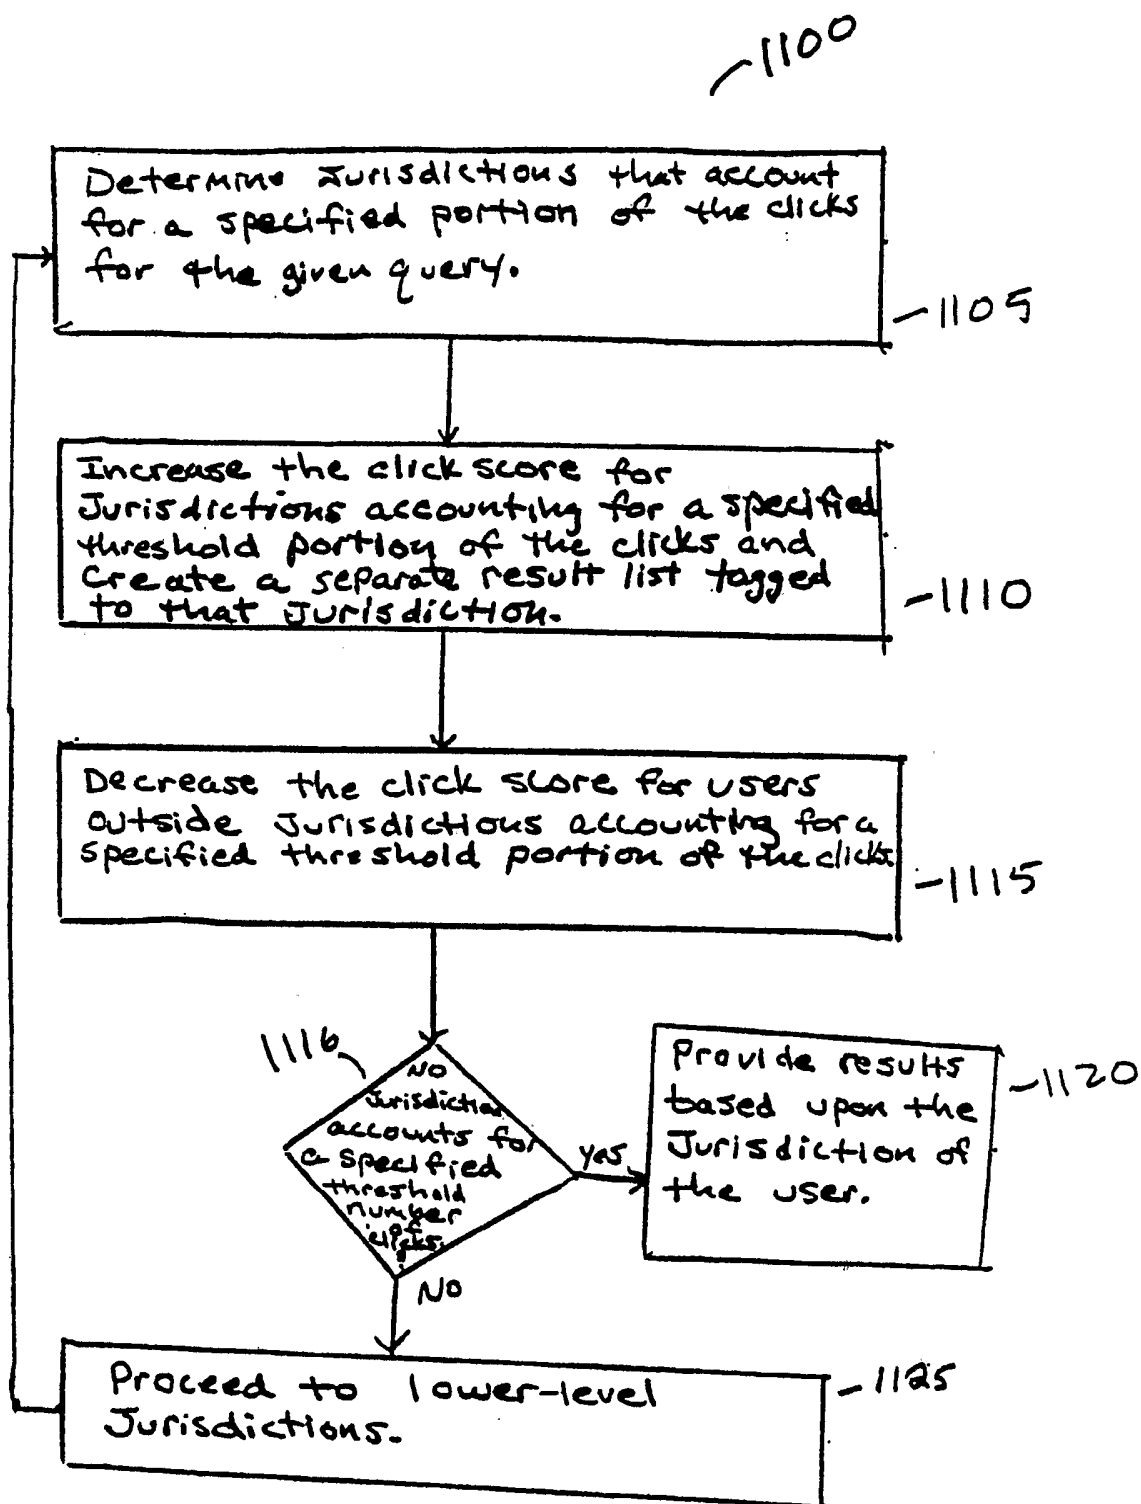 1100
Determine Jurisdictions that account
for a specified portion of the clicks
for the given query.
1105
Increase the click score for
Jurisdictions accounting for a specified
threshold portion of the clicks and
Create a separate result list tagged
to that Jurisdiction.
1110
Decrease the click score for users
outside Jurisdictions accounting for a
specified threshold portion of the clicks.
1115
1116
NO
Jurisdiction
accounts for
a specified
threshold
number
of
clicks.
yes
Provide results
based upon the
Jurisdiction of
the user.
1120
NO
Proceed to lower-level
Jurisdictions.
1125